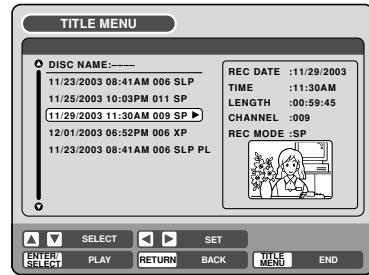 TITLE MENU
DISC NAME:----
11/23/2003 08:41AM 006 SLP
11/25/2003 10:03PM 011 SP
11/29/2003 11:30AM 009 SP
12/01/2003 06:52PM 006 XP
11/23/2003 08:41AM 006 SLP PL
REC DATE :11/29/2003
TIME :11:30AM
LENGTH :00:59:45
CHANNEL :009
REC MODE :SP
SELECT SET
ENTER/SELECT PLAY RETURN BACK TITLE MENU END